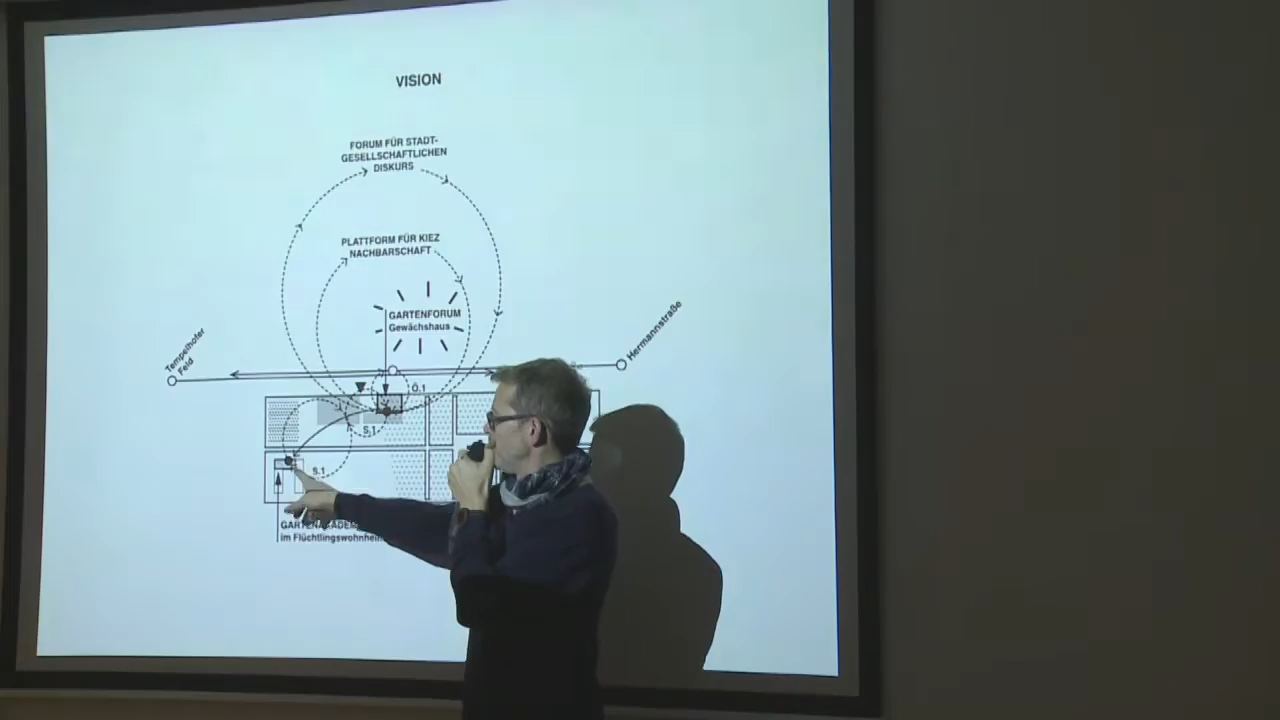 VISION
FORUM FÜR STADT-
GESELLSCHAFTLICHEN
DISKURS
PLATTFORM FÜR KIEZ
NACHBARSCHAFT
GARTENFORUM
Gewächshaus
Tempelhofer
Feld
Hermannstraße
Ö.1
S.1
S.1
im Flüchtlingswohnheim